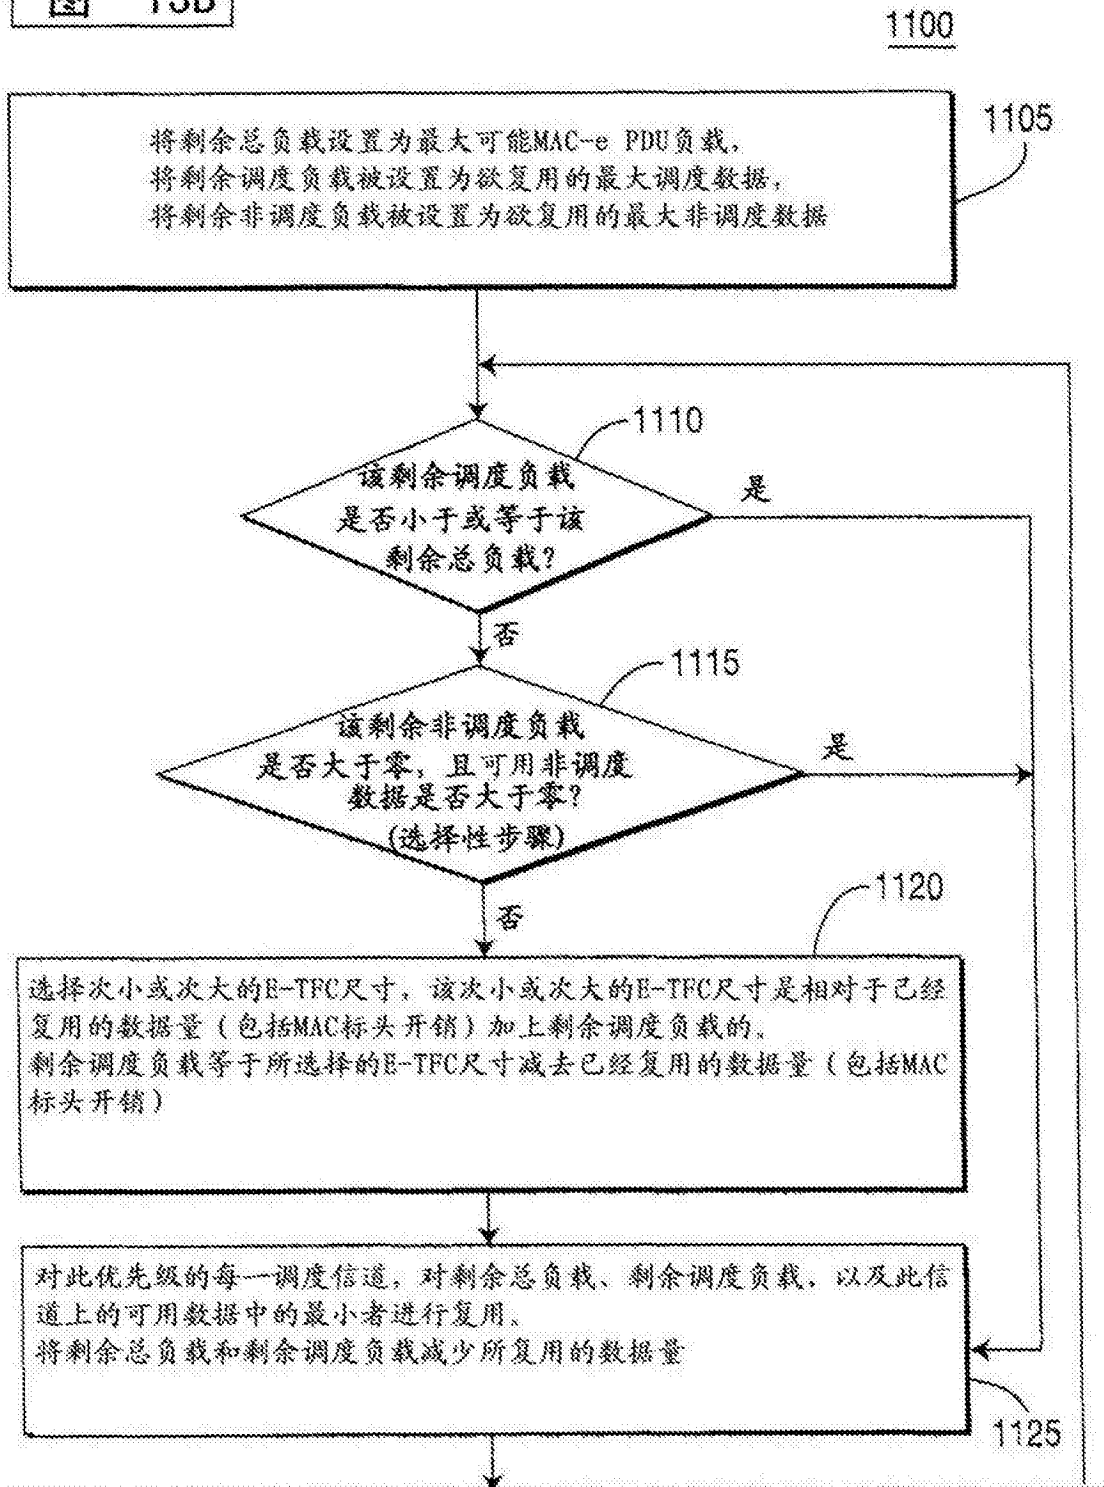 图 13B
1100
1105
将剩余总负载设置为最大可能MAC-e PDU负载,
将剩余调度负载被设置为欲复用的最大调度数据,
将剩余非调度负载被设置为欲复用的最大非调度数据
1110
该剩余调度负载
是否小于或等于该
剩余总负载?
是
否
1115
该剩余非调度负载
是否大于零, 且可用非调度
数据是否大于零?
(选择性步骤)
是
否
1120
选择次小或次大的E-TFC尺寸, 该次小或次大的E-TFC尺寸是相对于已经
复用的数据量(包括MAC标头开销)加上剩余调度负载的。
剩余调度负载等于所选择的E-TFC尺寸减去已经复用的数据量(包括MAC
标头开销)
对此优先级的每一调度信道, 对剩余总负载、剩余调度负载、以及此信
道上的可用数据中的最小者进行复用、
将剩余总负载和剩余调度负载减少所复用的数据量
1125